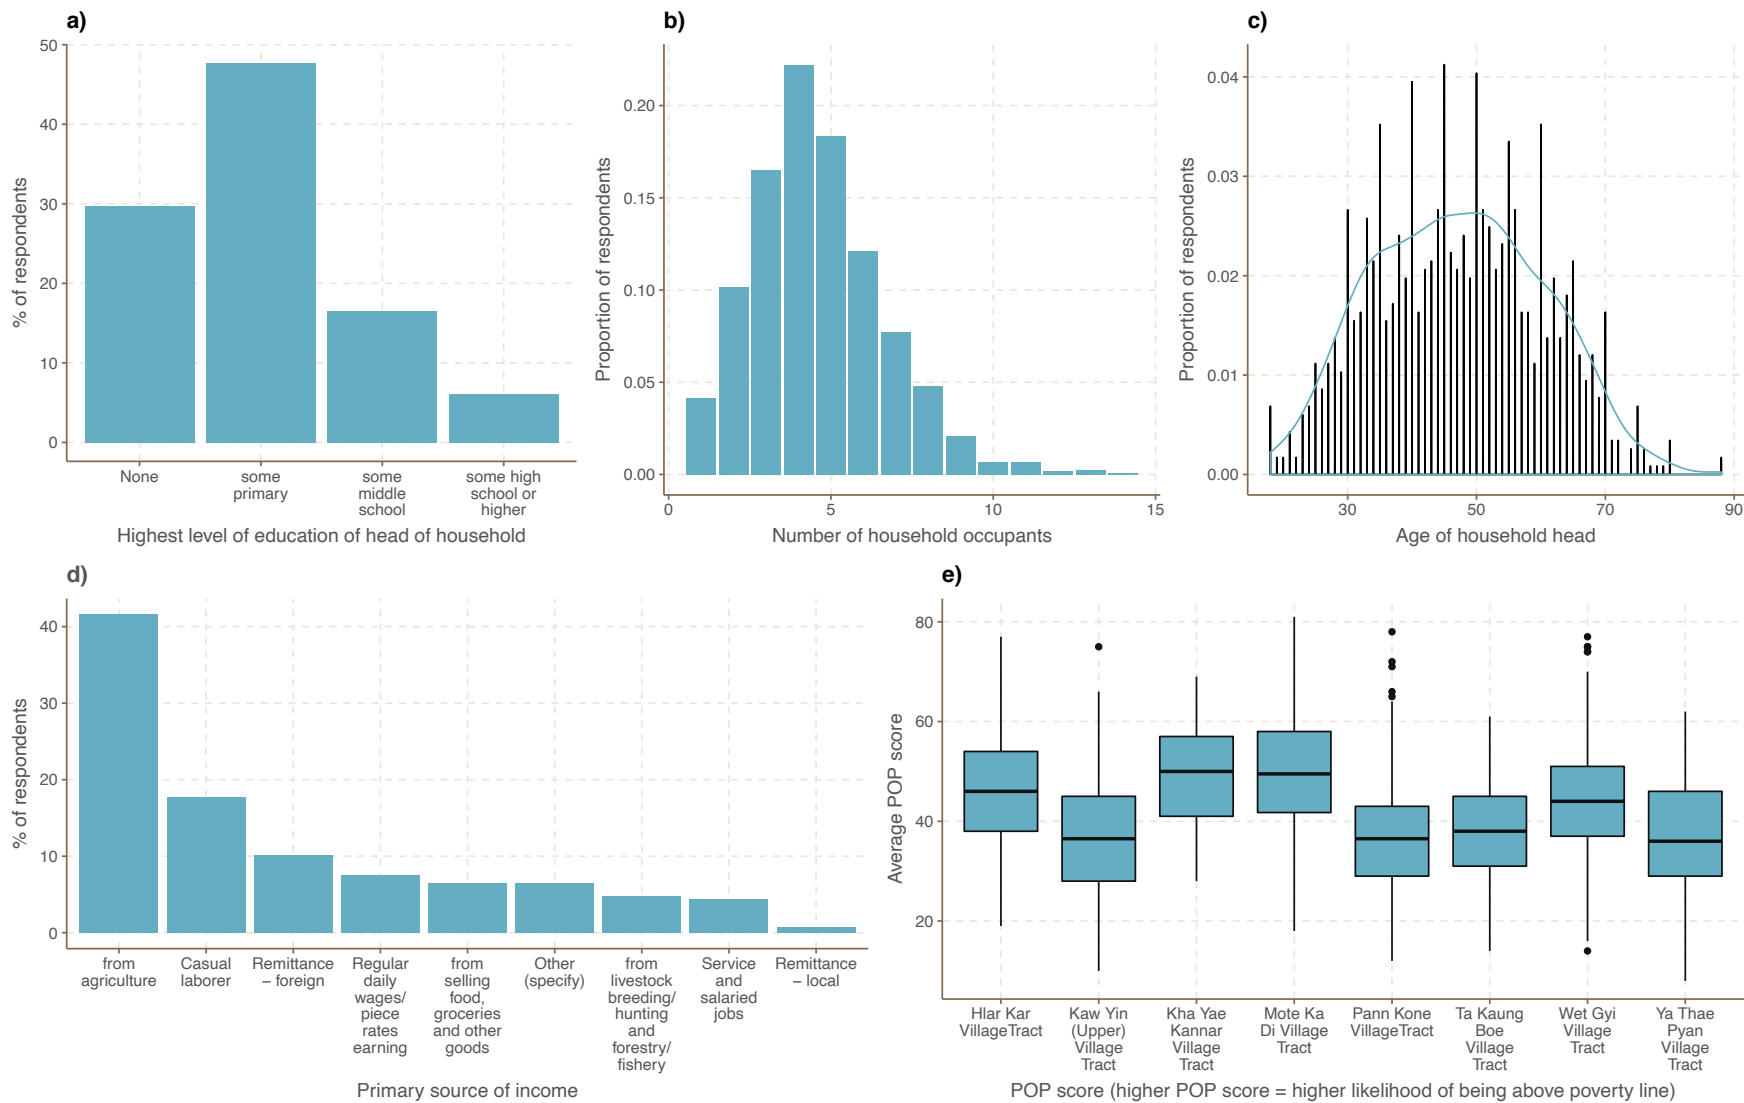 a)
50
40
30
20
10
0
% of respondents
None
some
primary
some
middle
school
some high
school or
higher
Highest level of education of head of household
b)
0.20
0.15
0.10
0.05
0.00
Proportion of respondents
0
5
10
15
Number of household occupants
c)
0.04
0.03
0.02
0.01
0.00
Proportion of respondents
30
50
70
90
Age of household head
d)
40
30
20
10
0
% of respondents
from
agriculture
Casual
laborer
Remittance
– foreign
Regular
daily
wages/
piece
rates
earning
from
selling
food,
groceries
and other
goods
Other
(specify)
from
livestock
breeding/
hunting
and
forestry/
fishery
Service
and
salaried
jobs
Remittance
– local
Primary source of income
e)
80
60
40
20
Average POP score
Hlar Kar
VillageTract
Kaw Yin
(Upper)
Village
Tract
Kha Yae
Kannar
Village
Tract
Mote Ka
Di Village
Tract
Pann Kone
VillageTract
Ta Kaung
Boe
Village
Tract
Wet Gyi
Village
Tract
Ya Thae
Pyan
Village
Tract
POP score (higher POP score = higher likelihood of being above poverty line)